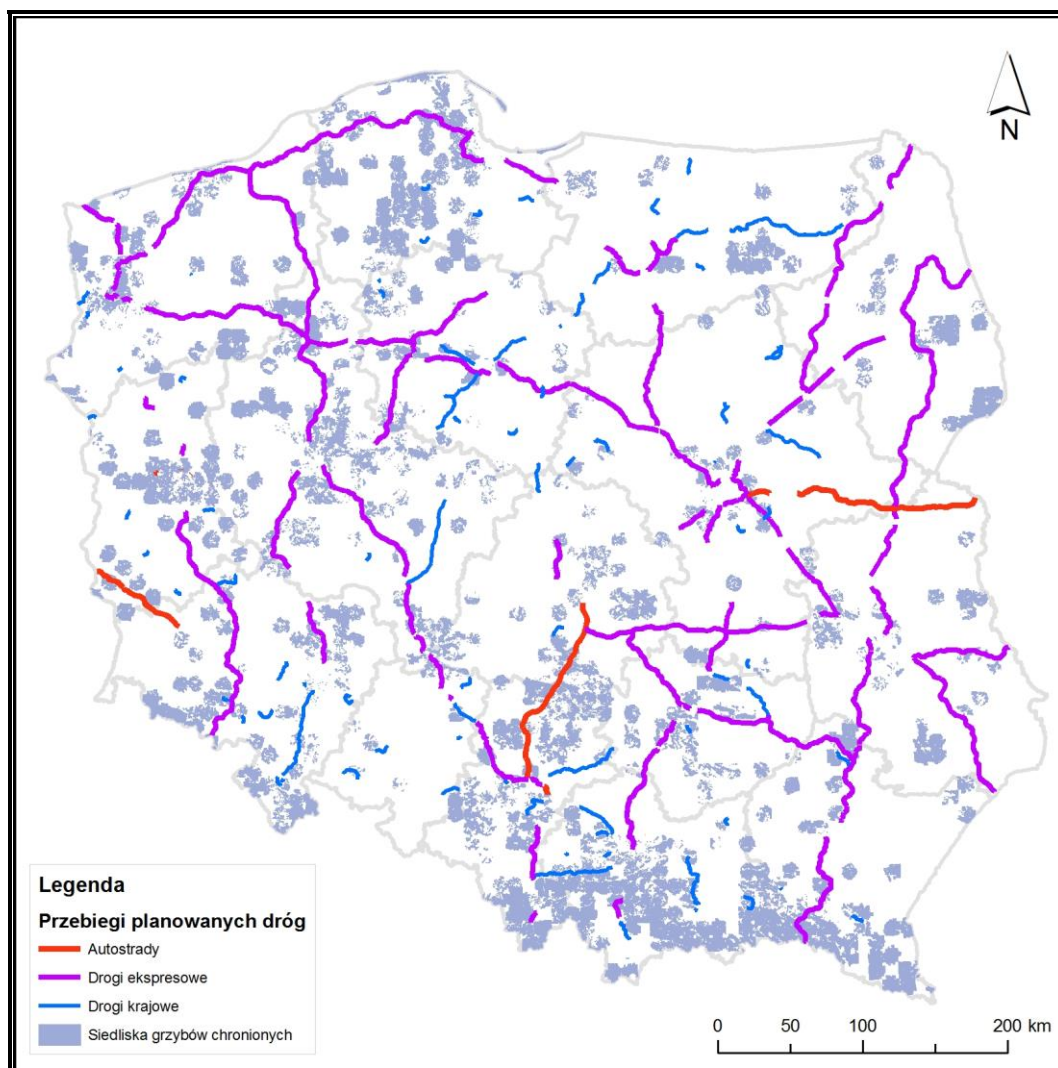 N
Legenda
Przebiegi planowanych dróg
Autostrady
Drogi ekspresowe
Drogi krajowe
Siedliska grzybów chronionych
0 50 100 200 km